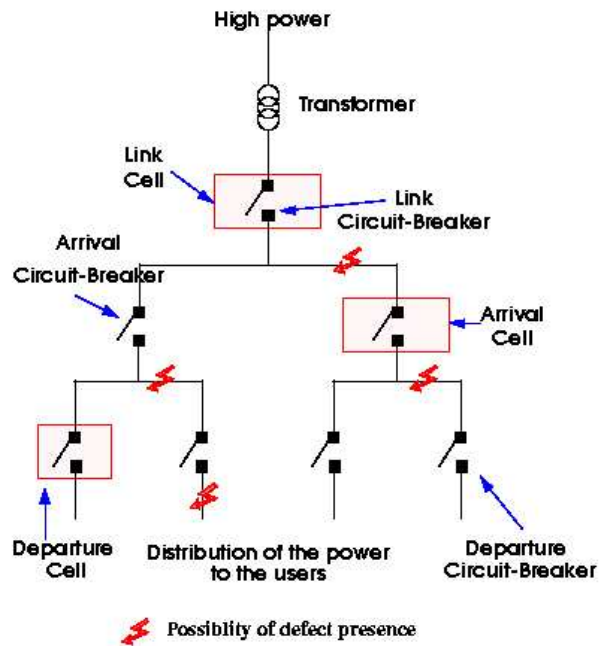 High power
Transformer
Link
Cell
Link
Circuit-Breaker
Arrival
Circuit-Breaker
Arrival
Cell
Departure
Cell
Distribution of the power
to the users
Departure
Circuit-Breaker
Possiblity of defect presence